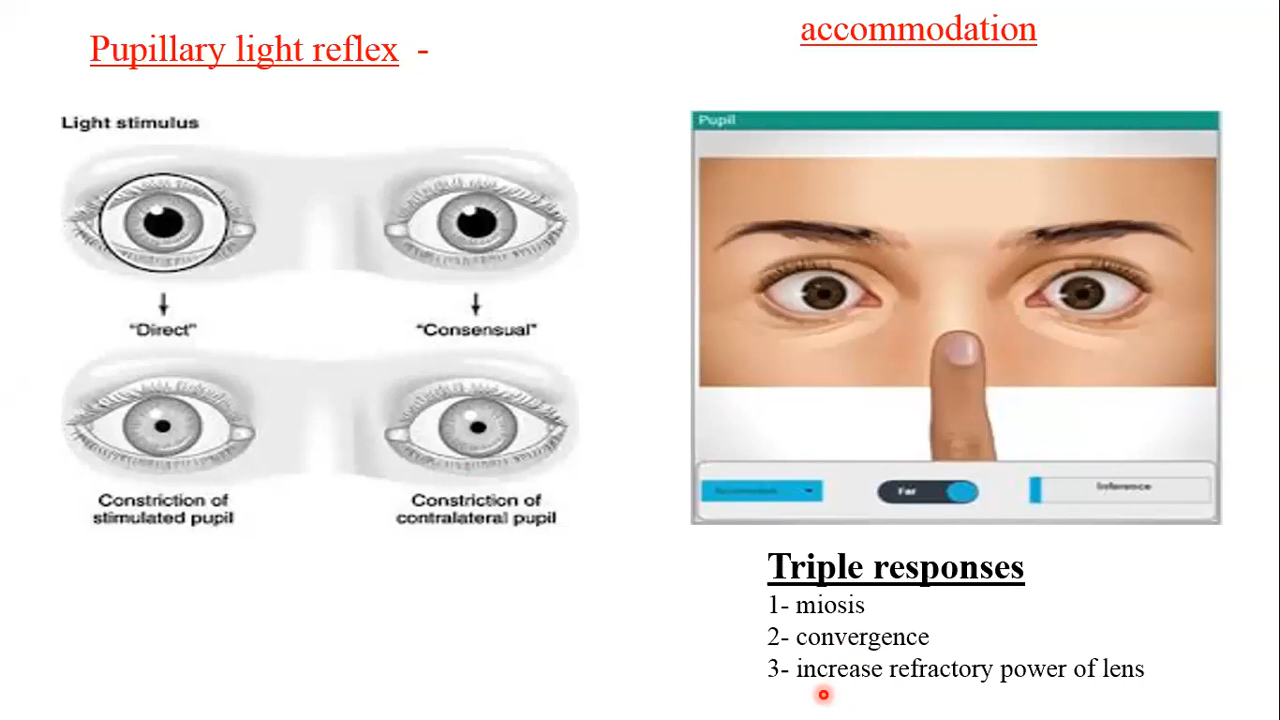 Pupillary light reflex -
accommodation
Light stimulus
"Direct"
"Consensual"
Constriction of
stimulated pupil
Constriction of
contralateral pupil
Pupil
Far
Inference
Triple responses
1- miosis
2- convergence
3- increase refractory power of lens